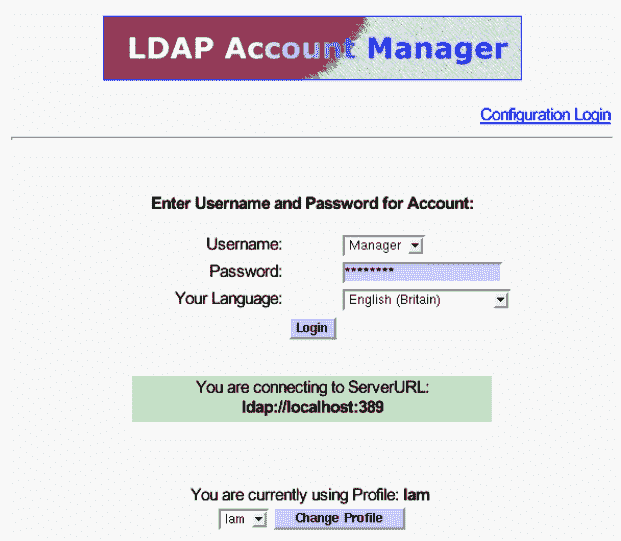 LDAP Account Manager
Configuration Login
Enter Username and Password for Account:
Username: Manager
Password: ********
Your Language: English (Britain)
Login
You are connecting to ServerURL:
ldap://localhost:389
You are currently using Profile: lam
lam Change Profile